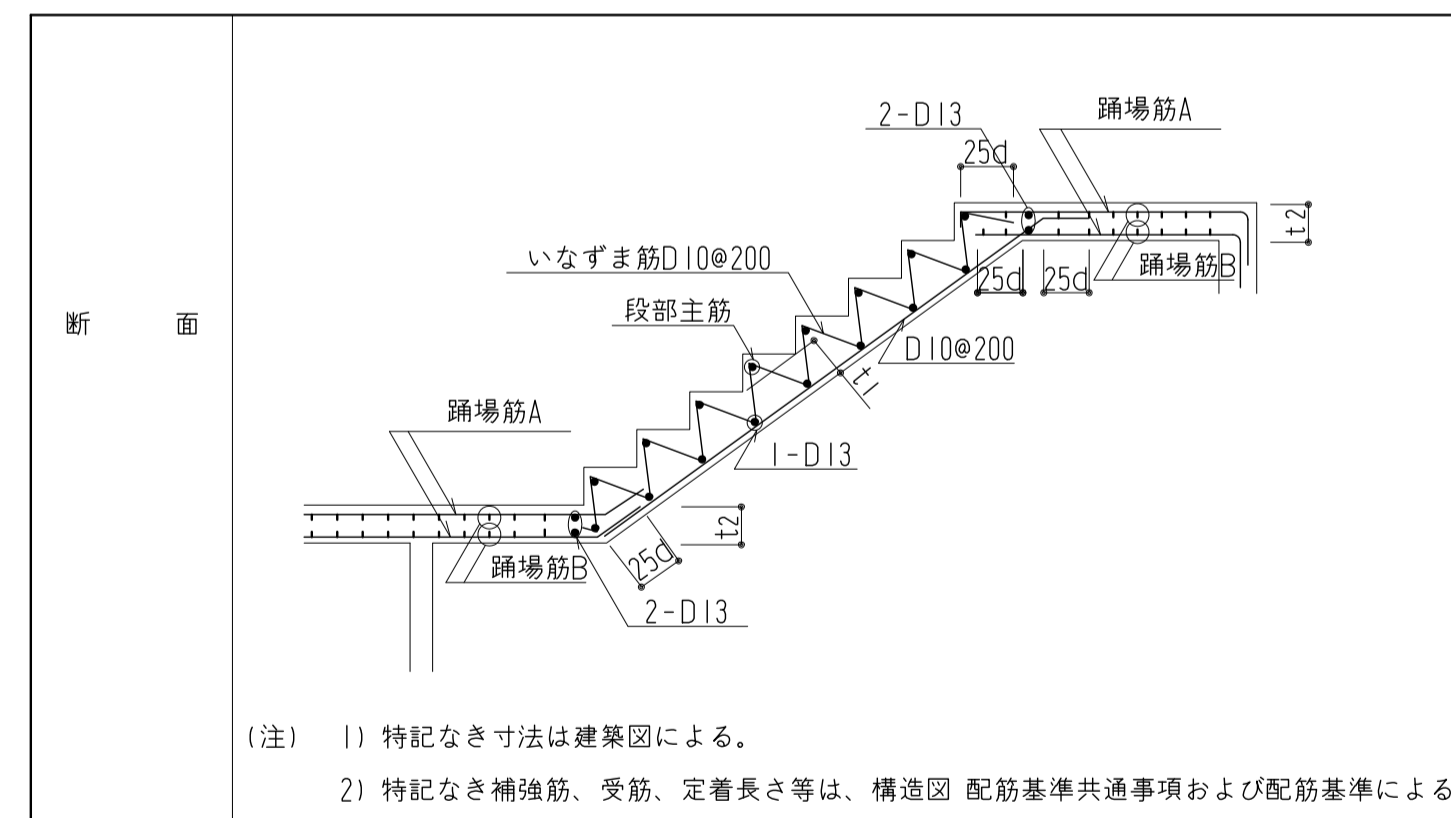 断面
2-D13
踊場筋A
25d
t2
いなずま筋D10@200
踊場筋B
25d
25d
段部主筋
D10@200
t1
踊場筋A
1-D13
t2
25d
踊場筋B
2-D13
(注) 1) 特記なき寸法は建築図による。
2) 特記なき補強筋、受筋、定着長さ等は、構造図 配筋基準共通事項および配筋基準による